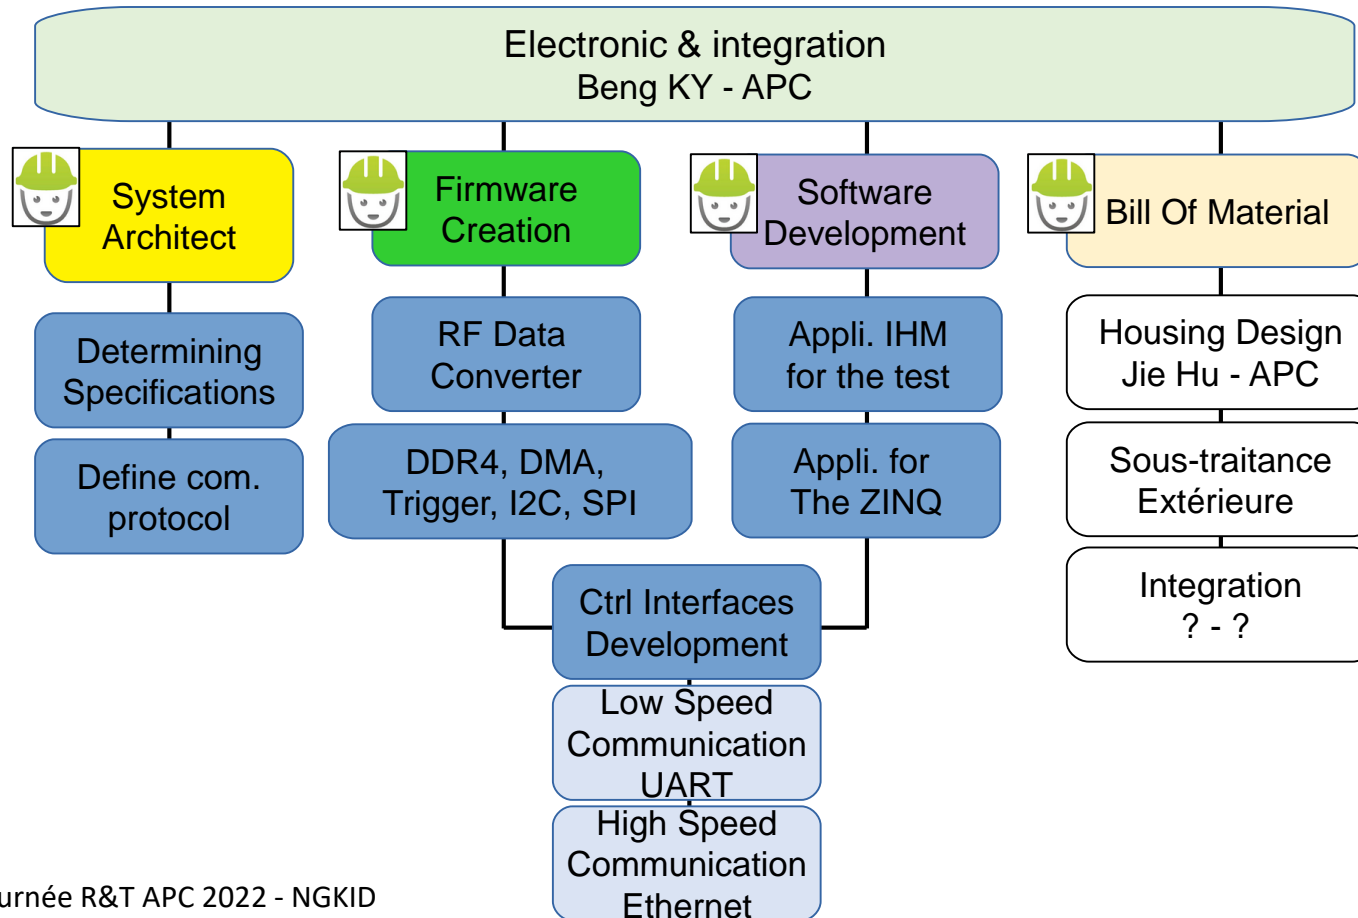 Electronic & integration
Beng KY - APC
System
Architect
Firmware
Creation
Software
Development
Bill Of Material
Determining
Specifications
RF Data
Converter
Appli. IHM
for the test
Housing Design
Jie Hu - APC
Define com.
protocol
DDR4, DMA,
Trigger, I2C, SPI
Appli. for
The ZINQ
Sous-traitance
Extérieure
Ctrl Interfaces
Development
Integration
? - ?
Low Speed
Communication
UART
High Speed
Communication
Ethernet
urnée R&T APC 2022 - NGKID